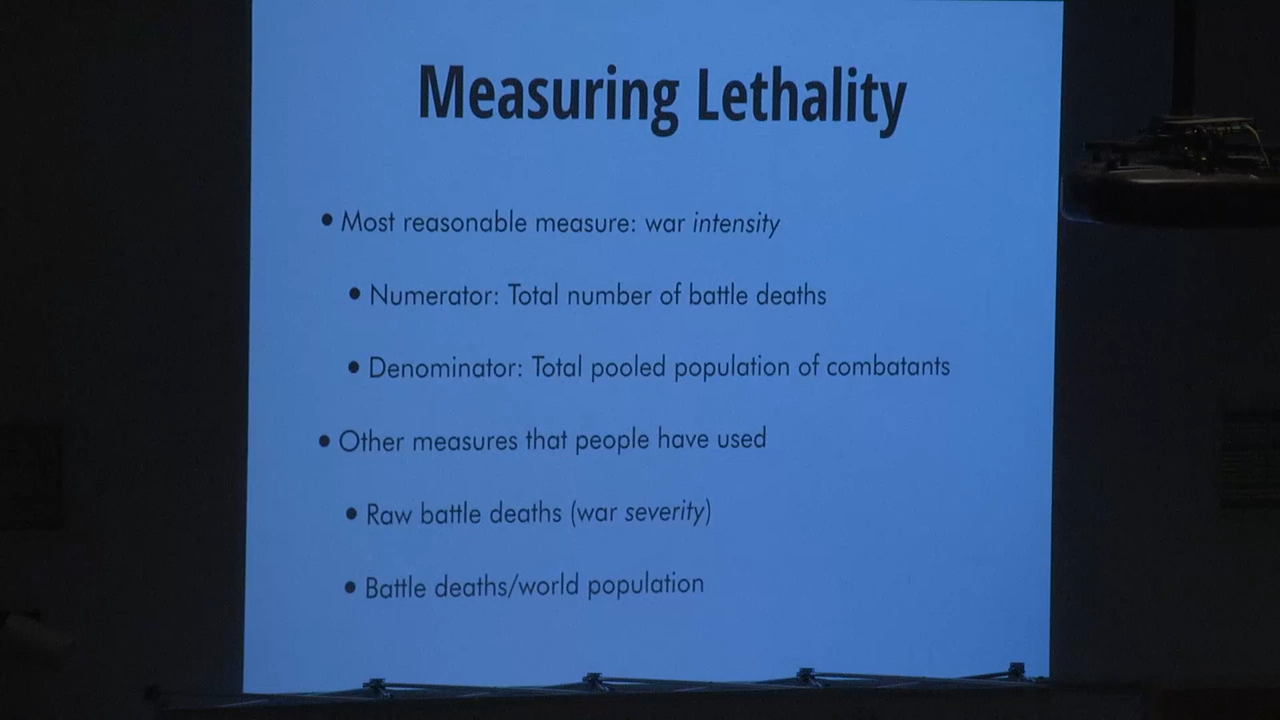 Measuring Lethality
• Most reasonable measure: war intensity
• Numerator: Total number of battle deaths
• Denominator: Total pooled population of combatants
• Other measures that people have used
• Raw battle deaths (war severity)
• Battle deaths/world population